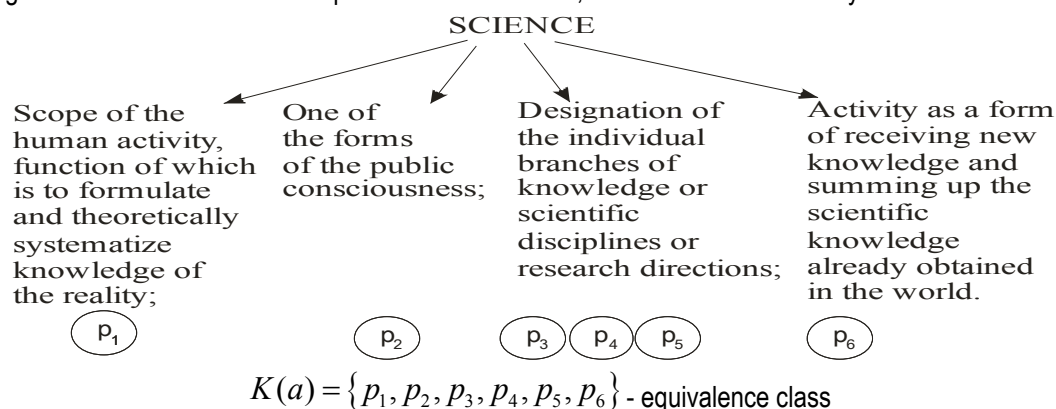 SCIENCE
Scope of the
human activity,
function of which
is to formulate
and theoretically
systematize
knowledge of
the reality;
One of
the forms
of the public
consciousness;
Designation of
the individual
branches of
knowledge or
scientific
disciplines or
research directions;
Activity as a form
of receiving new
knowledge and
summing up the
scientific
knowledge
already obtained
in the world.
p₁
p₂
p₃
p₄
p₅
p₆
K(a) = {p₁, p₂, p₃, p₄, p₅, p₆} - equivalence class